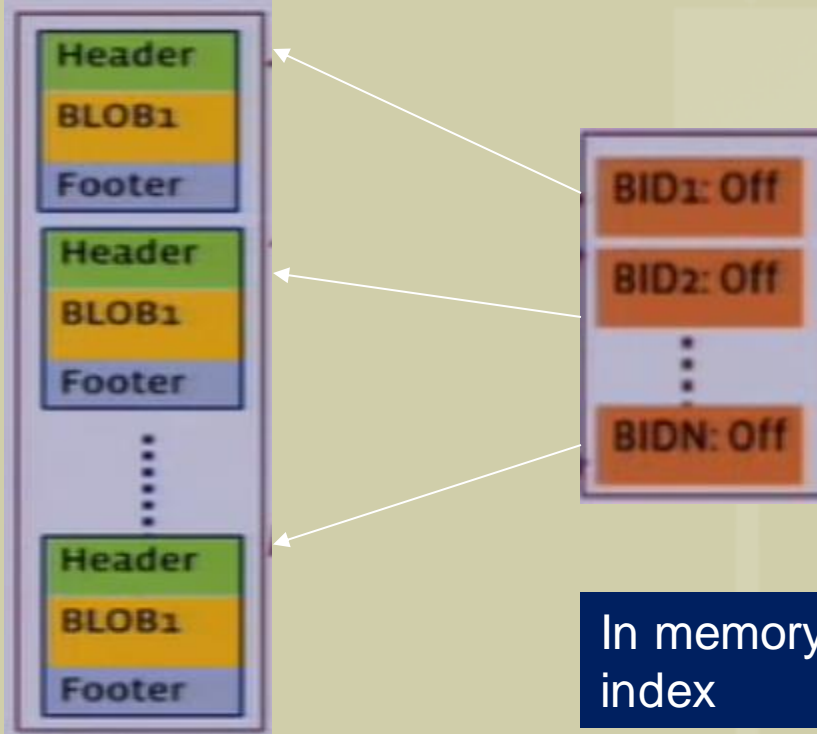 Header
BLOB1
Footer
Header
BLOB1
Footer
Header
BLOB1
Footer
BID1: Off
BID2: Off
BIDN: Off
In memory
index